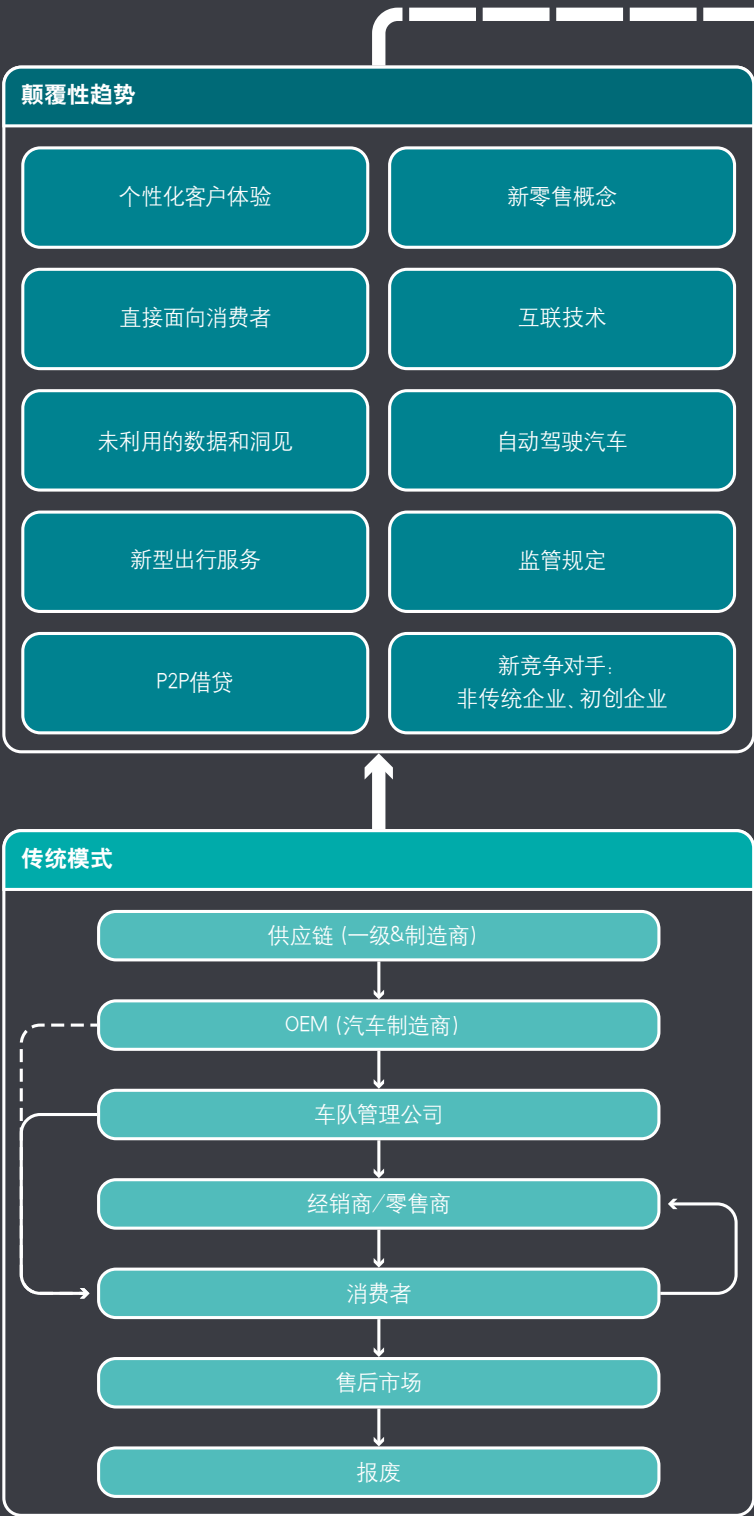 颠覆性趋势
个性化客户体验
新零售概念
直接面向消费者
互联技术
未利用的数据和洞见
自动驾驶汽车
新型出行服务
监管规定
P2P借贷
新竞争对手：
非传统企业、初创企业
传统模式
供应链 (一级&制造商)
OEM (汽车制造商)
车队管理公司
经销商/零售商
消费者
售后市场
报废